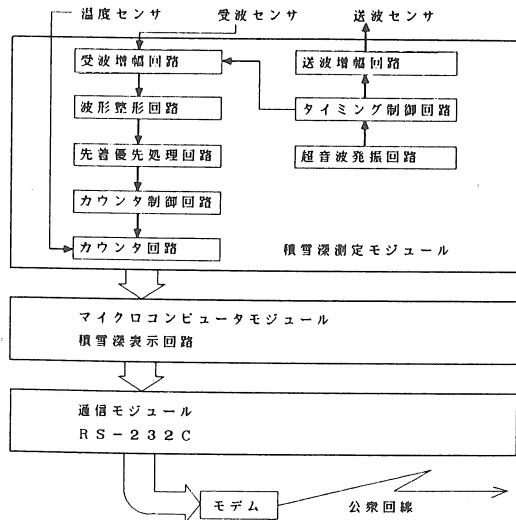 温度センサ
受波センサ
送波センサ
受波増幅回路
送波増幅回路
波形整形回路
タイミング制御回路
先着優先処理回路
超音波発振回路
カウンタ制御回路
カウンタ回路
積雪深測定モジュール
マイクロコンピュータモジュール
積雪深表示回路
通信モジュール
RS-232C
モデム
公衆回線